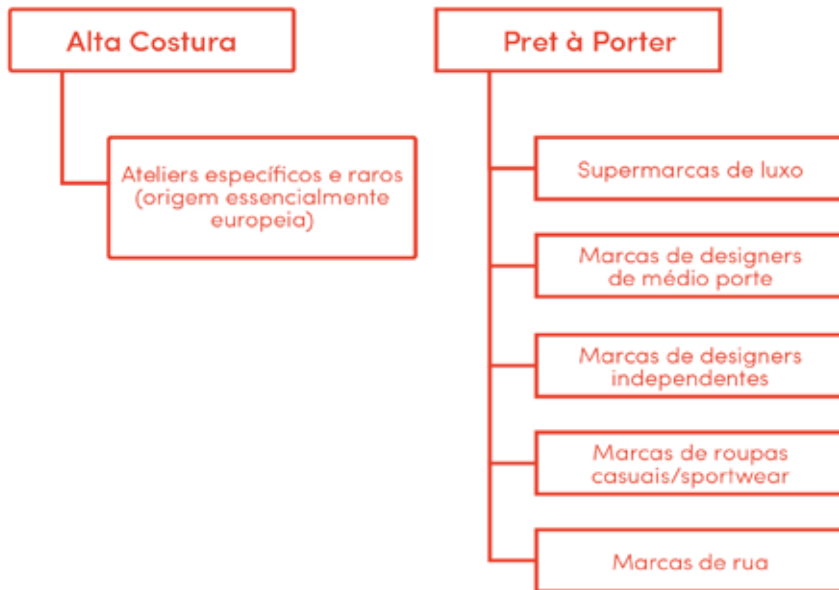 Alta Costura
Ateliers específicos e raros
(origem essencialmente
europeia)
Pret à Porter
Supermarcas de luxo
Marcas de designers
de médio porte
Marcas de designers
independentes
Marcas de roupas
casuais/sportwear
Marcas de rua